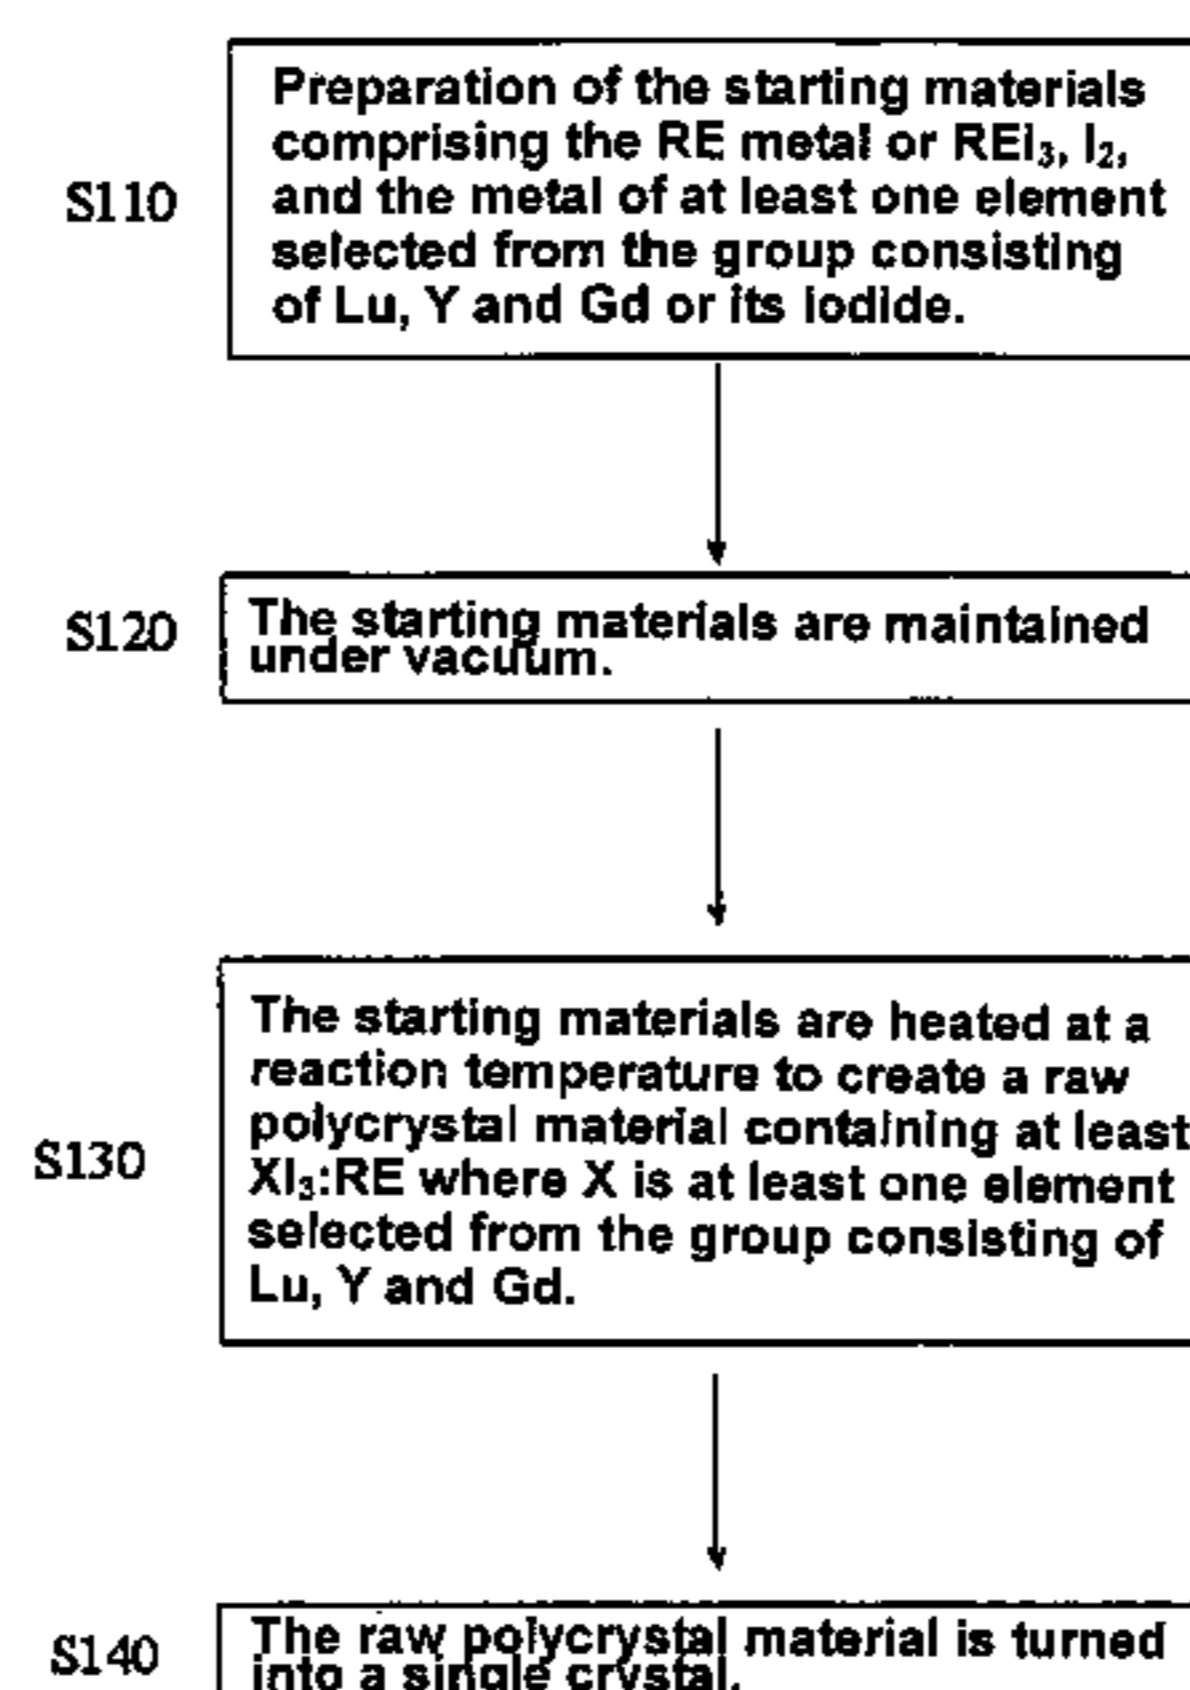 Preparation of the starting materials
comprising the RE metal or REI₃, I₂,
S110
and the metal of at least one element
selected from the group consisting
of Lu, Y and Gd or its iodide.
S120
The starting materials are maintained
under vacuum.
The starting materials are heated at a
reaction temperature to create a raw
polycrystal material containing at least
S130
XI₃:RE where X is at least one element
selected from the group consisting of
Lu, Y and Gd.
S140
The raw polycrystal material is turned
into a single crystal.